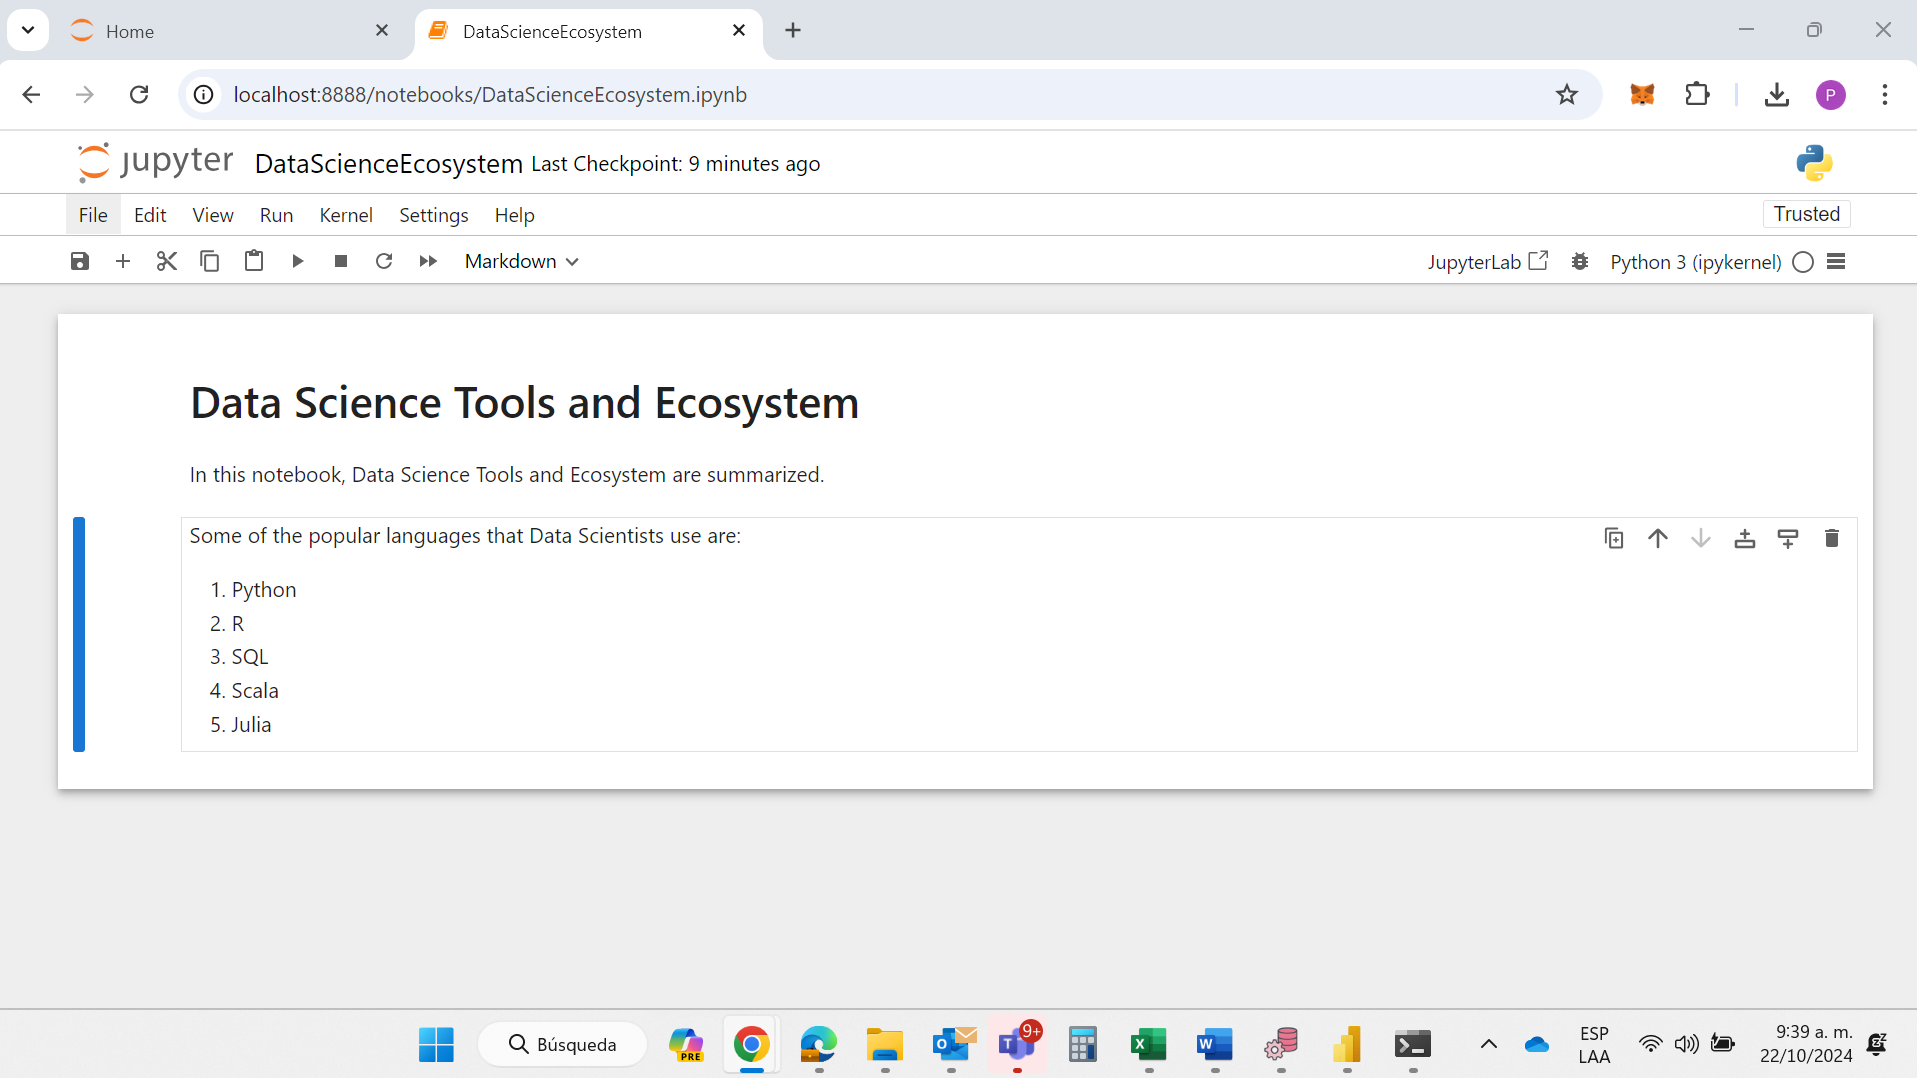 Home
DataScienceEcosystem
localhost:8888/notebooks/DataScienceEcosystem.ipynb
P
jupyter DataScienceEcosystem Last Checkpoint: 9 minutes ago
File Edit View Run Kernel Settings Help
Trusted
Markdown
JupyterLab
Python 3 (ipykernel)
Data Science Tools and Ecosystem
In this notebook, Data Science Tools and Ecosystem are summarized.
Some of the popular languages that Data Scientists use are:
1. Python
2. R
3. SQL
4. Scala
5. Julia
Búsqueda
PRE
O
T
9+
X
W
ESP
LAA
9:39 a. m.
22/10/2024